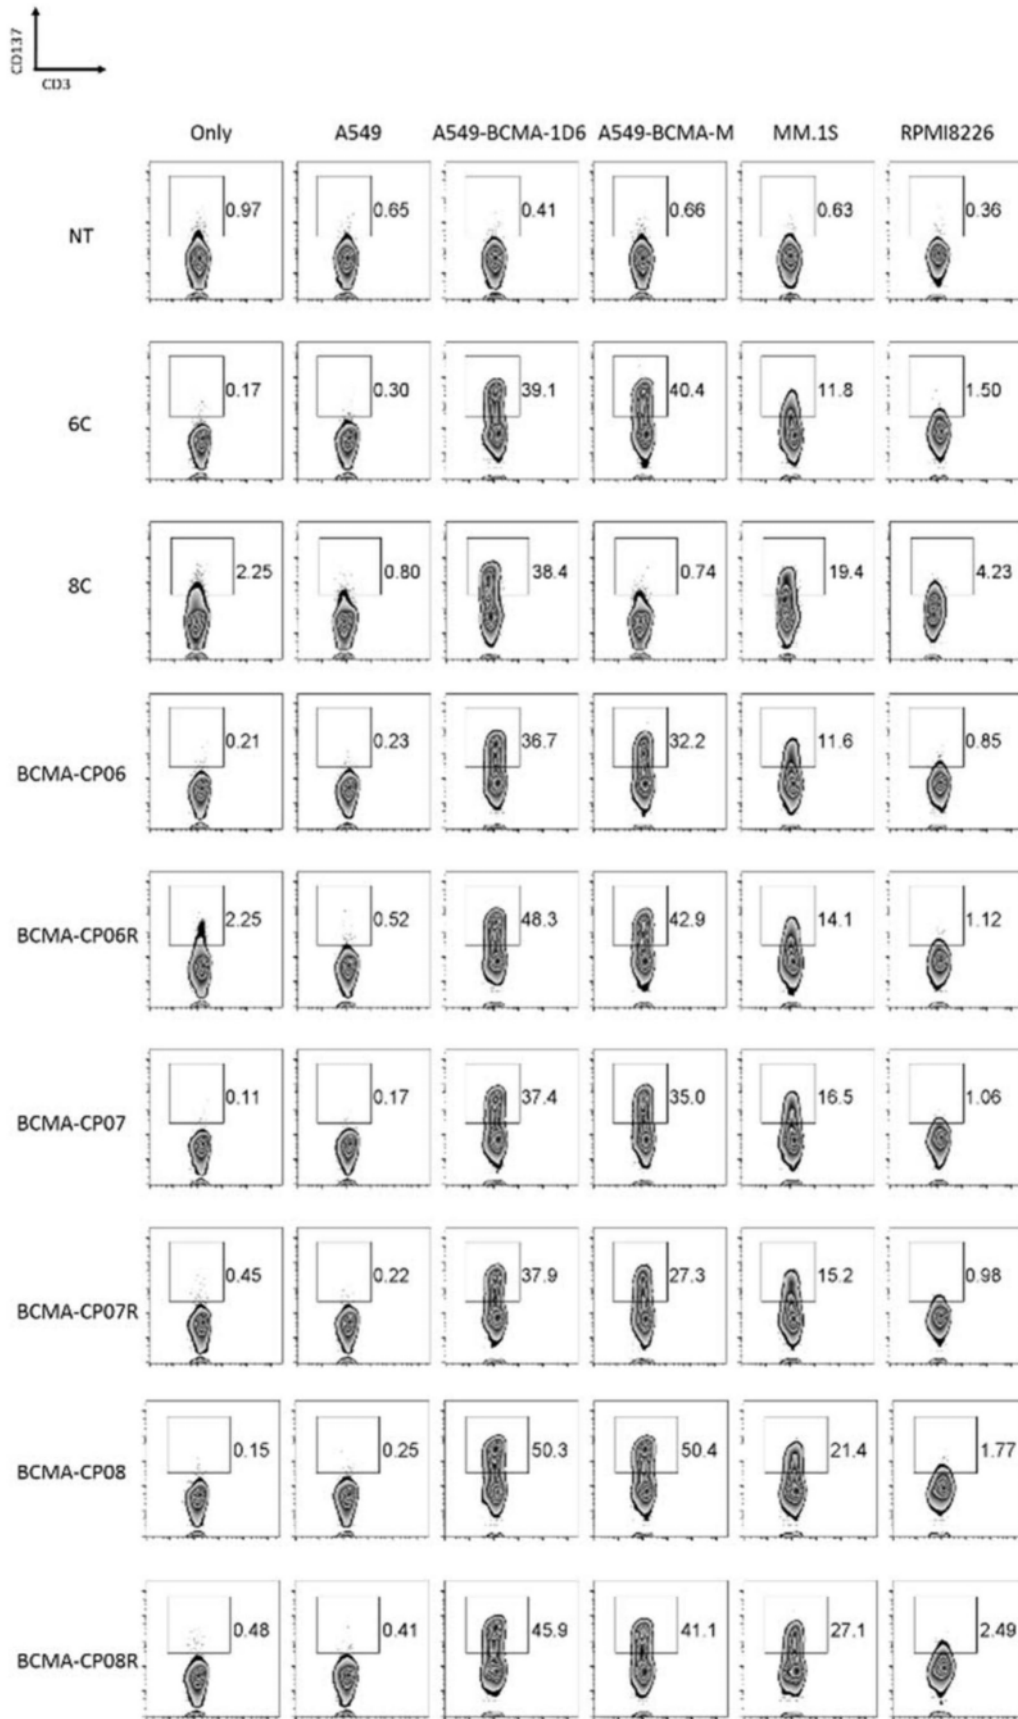 CD137
CD3
Only A549 A549-BCMA-1D6 A549-BCMA-M MM.1S RPMI8226
NT 0.97 0.65 0.41 0.66 0.63 0.36
6C 0.17 0.30 39.1 40.4 11.8 1.50
8C 2.25 0.80 38.4 0.74 19.4 4.23
BCMA-CP06 0.21 0.23 36.7 32.2 11.6 0.85
BCMA-CP06R 2.25 0.52 48.3 42.9 14.1 1.12
BCMA-CP07 0.11 0.17 37.4 35.0 16.5 1.06
BCMA-CP07R 0.45 0.22 37.9 27.3 15.2 0.98
BCMA-CP08 0.15 0.25 50.3 50.4 21.4 1.77
BCMA-CP08R 0.48 0.41 45.9 41.1 27.1 2.49